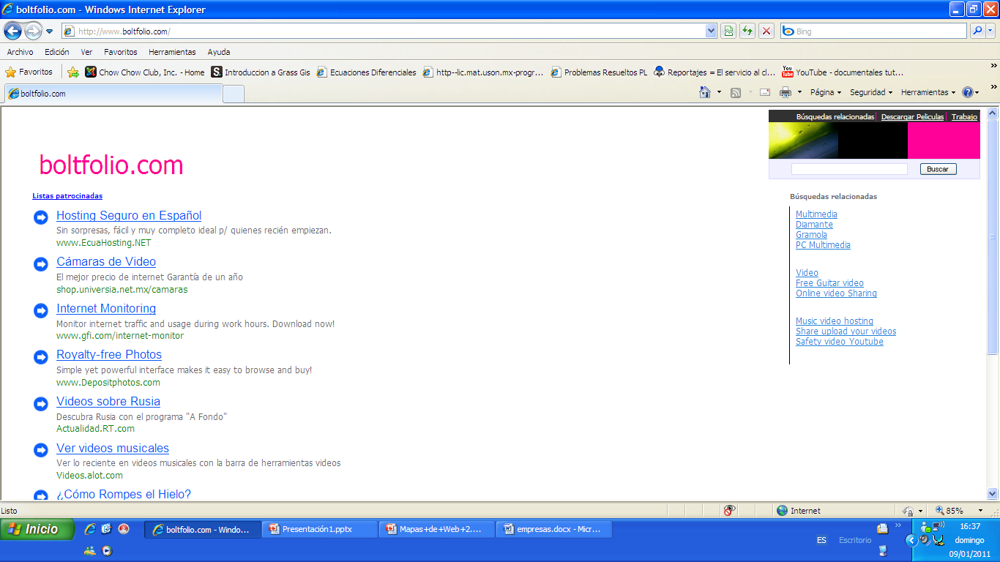 boltfolio.com - Windows Internet Explorer
http://www.boltfolio.com/
Bing
Archivo Edición Ver Favoritos Herramientas Ayuda
Favoritos Chow Chow Club, Inc. - Home Introduccion a Grass Gis Ecuaciones Diferenciales http--lic.mat.uson.mx-progr... Problemas Resueltos PL Reportajes = El servicio al cl... YouTube - documentales tut...
boltfolio.com
Página Seguridad Herramientas
Búsquedas relacionadas Descargar Peliculas Trabajo
Buscar
boltfolio.com
Listas patrocinadas
Hosting Seguro en Español
Sin sorpresas, fácil y muy completo ideal p/ quienes recién empiezan.
www.EcuaHosting.NET
Cámaras de Video
El mejor precio de internet Garantía de un año
shop.universia.net.mx/camaras
Internet Monitoring
Monitor internet traffic and usage during work hours. Download now!
www.gfi.com/internet-monitor
Royalty-free Photos
Simple yet powerful interface makes it easy to browse and buy!
www.Depositphotos.com
Videos sobre Rusia
Descubra Rusia con el programa "A Fondo"
Actualidad.RT.com
Ver videos musicales
Ver lo reciente en videos musicales con la barra de herramientas videos
Videos.alot.com
¿Cómo Rompes el Hielo?
Búsquedas relacionadas
Multimedia
Diamante
Gramola
PC Multimedia
Video
Free Guitar video
Online video Sharing
Music video hosting
Share upload your videos
Safety video Youtube
Listo
Internet
85%
Inicio
boltfolio.com - Windo...
Presentación1.pptx
Mapas+de+Web+2....
empresas.docx - Micr...
ES
Escritorio
16:37
domingo
09/01/2011